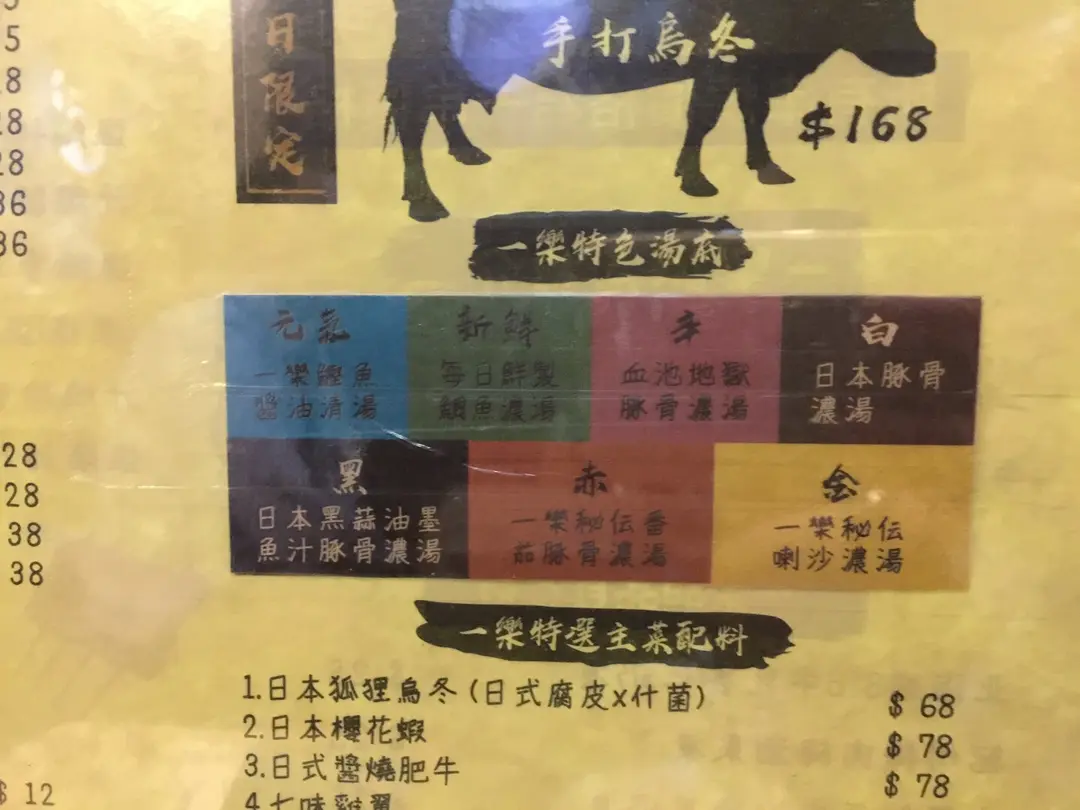 5
8
28
28
36
36
28
28
38
38
$ 12
日限定
手打烏冬
$168
一樂特色湯底
元氣
一樂鰹魚
醬油清湯
新鮮
每日鮮製
鯛魚濃湯
辛
血池地獄
豚骨濃湯
白
日本豚骨
濃湯
黑
日本黑蒜油墨
魚汁豚骨濃湯
赤
一樂秘伝番
茄豚骨濃湯
金
一樂秘伝
喇沙濃湯
一樂特選主菜配料
1.日本狐狸烏冬(日式腐皮x什菌) $ 68
2.日本櫻花蝦 $ 78
3.日式醬燒肥牛 $ 78
4.七味雞翼